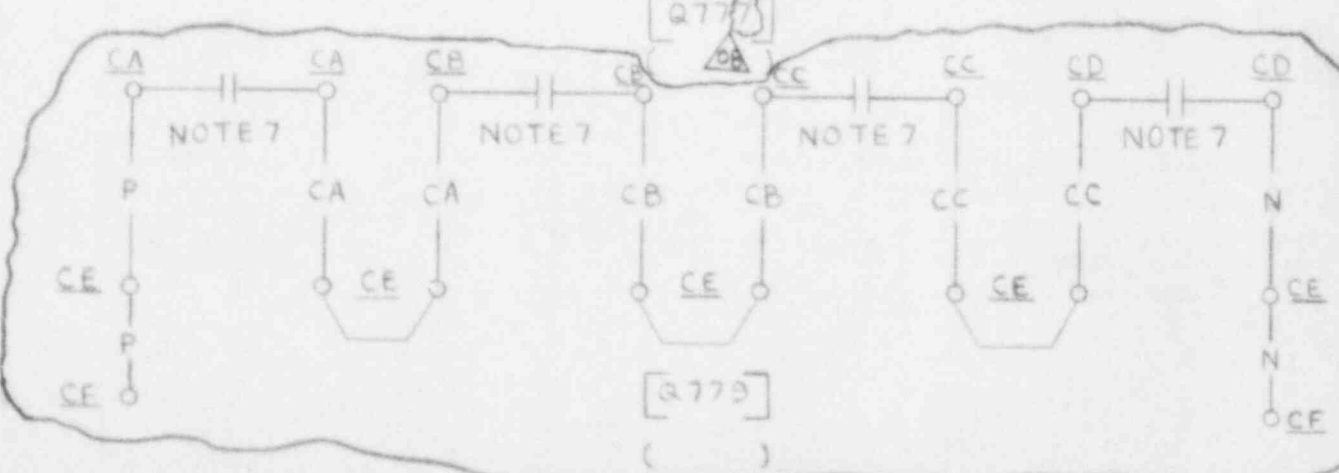 [Q777]
( )
08
CA CA CB CB CC CC CD CD
NOTE 7 NOTE 7 NOTE 7 NOTE 7
P CA CA CB CB CC CC N
CE CE CE CE CE
P N
CE CF
[Q779]
( )